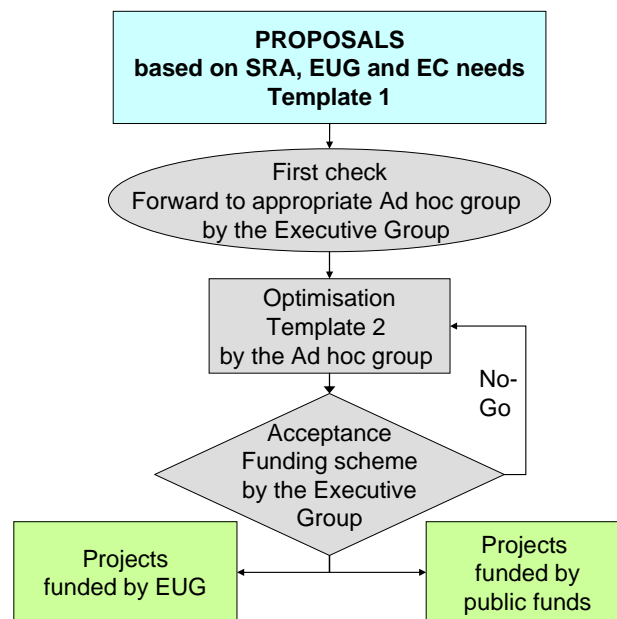 PROPOSALS
based on SRA, EUG and EC needs
Template 1
First check
Forward to appropriate Ad hoc group
by the Executive Group
Optimisation
Template 2
by the Ad hoc group
No-
Go
Acceptance
Funding scheme
by the Executive
Group
Projects
funded by EUG
Projects
funded by
public funds